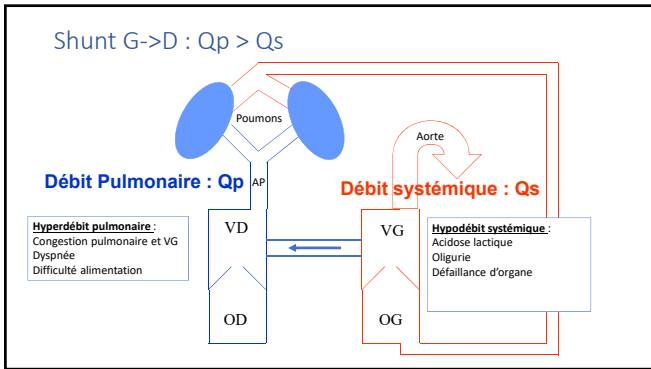 Shunt G->D : Qp > Qs
Poumons
Aorte
AP
Débit Pulmonaire : Qp
Débit systémique : Qs
Hyperdébit pulmonaire :
Congestion pulmonaire et VG
Dyspnée
Difficulté alimentation
VD
VG
Hypodébit systémique :
Acidose lactique
Oligurie
Défaillance d'organe
OD
OG